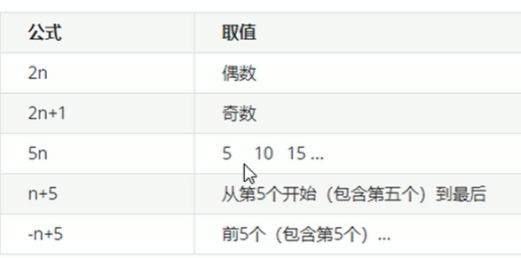 公式 取值
2n 偶数
2n+1 奇数
5n 5 10 15 ...
n+5 从第5个开始（包含第五个）到最后
-n+5 前5个（包含第5个）...